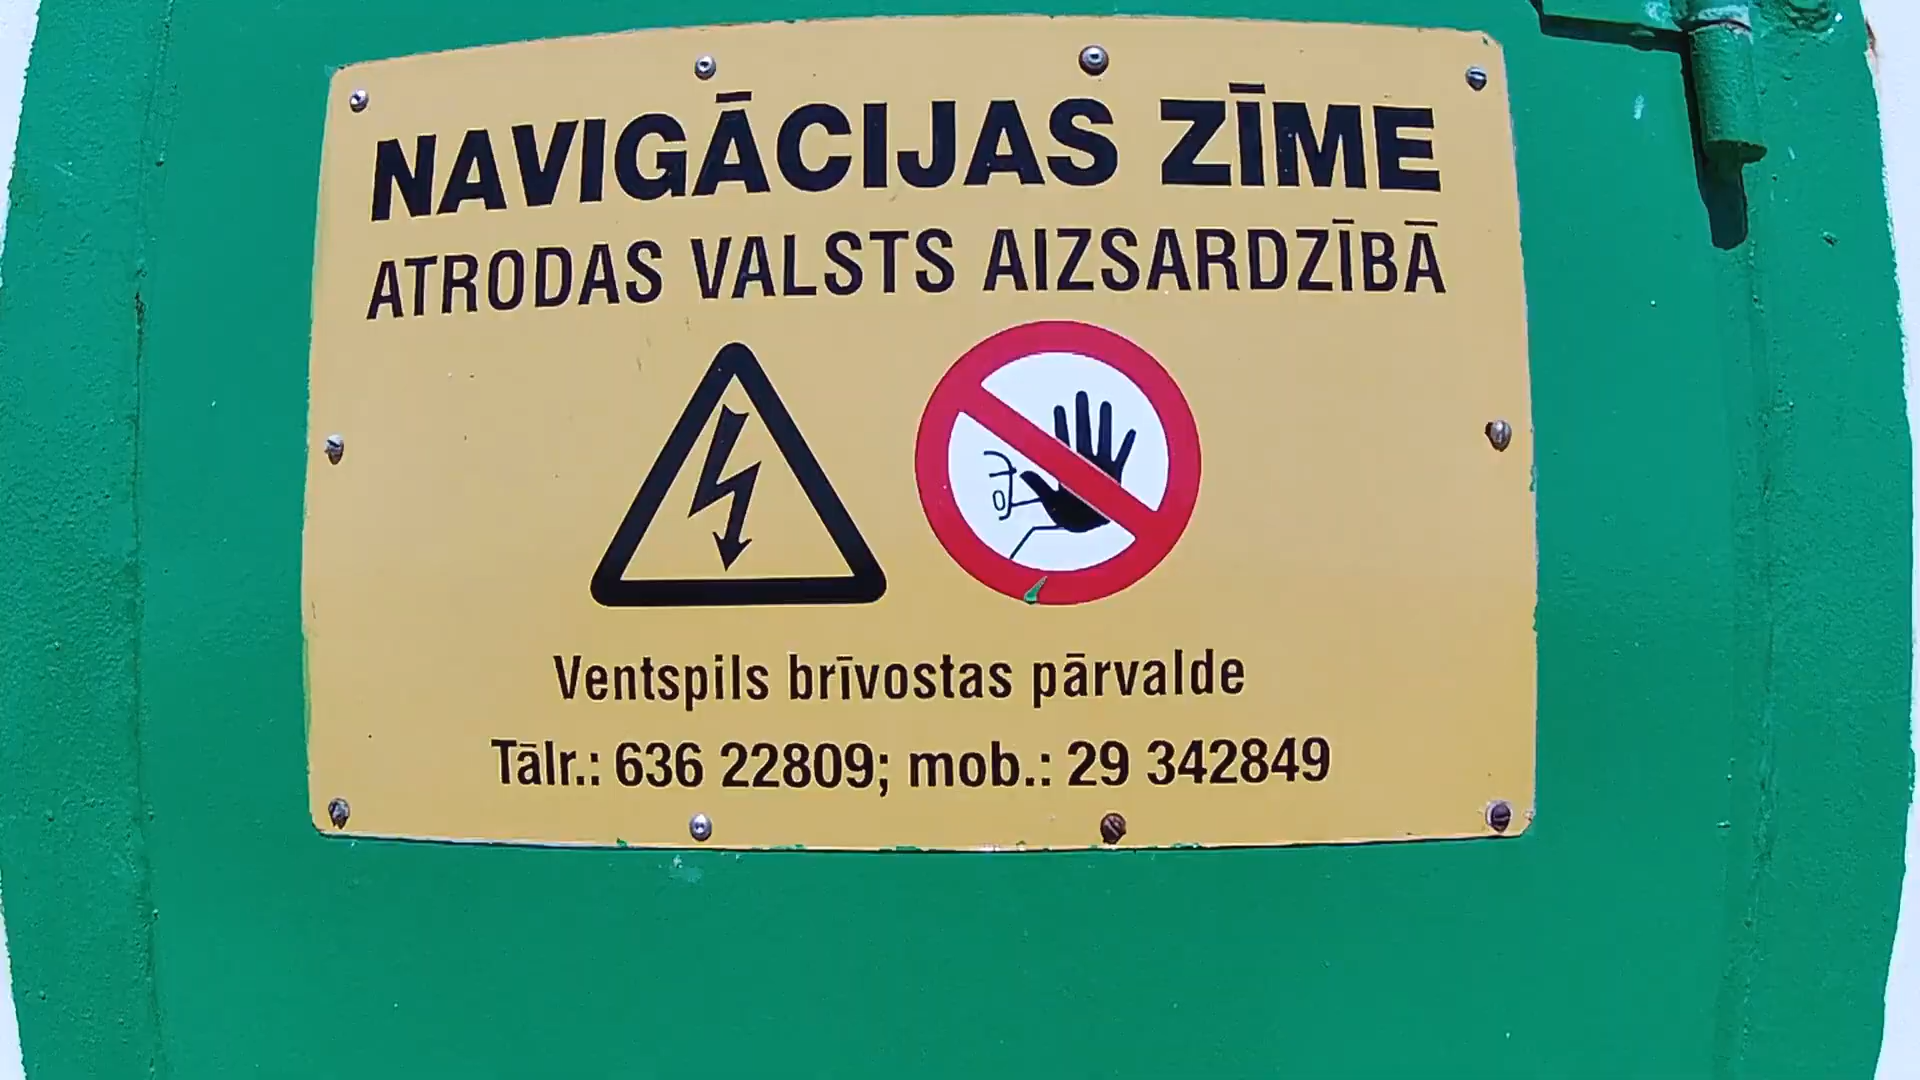 NAVIGĀCIJAS ZĪME
ATRODAS VALSTS AIZSARDZĪBĀ
Ventspils brīvostas pārvalde
Tālr.: 636 22809; mob.: 29 342849